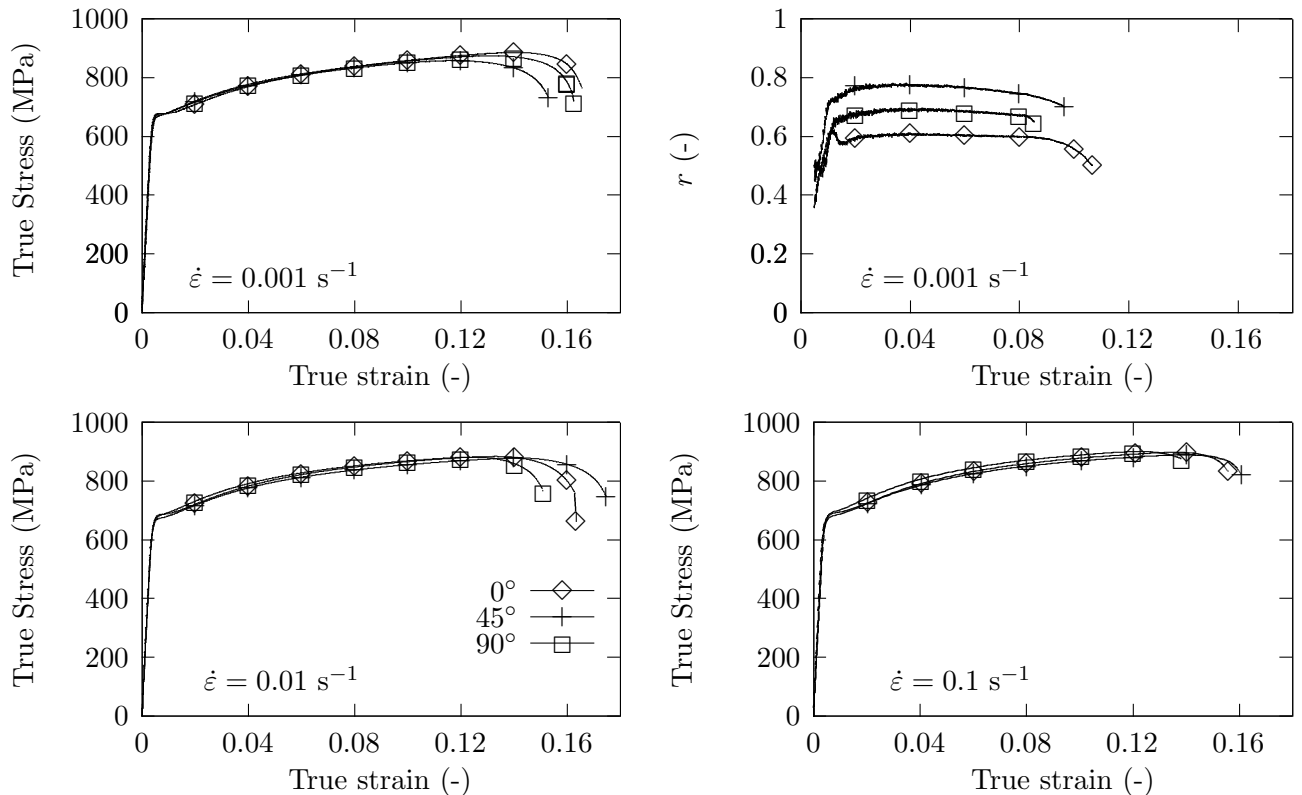 True Stress (MPa)
1000
800
600
400
200
0
0 0.04 0.08 0.12 0.16
True strain (-)
ε̇ = 0.001 s⁻¹
r (-)
1
0.8
0.6
0.4
0.2
0
0 0.04 0.08 0.12 0.16
True strain (-)
ε̇ = 0.001 s⁻¹
True Stress (MPa)
1000
800
600
400
200
0
0 0.04 0.08 0.12 0.16
True strain (-)
0°
45°
90°
ε̇ = 0.01 s⁻¹
True Stress (MPa)
1000
800
600
400
200
0
0 0.04 0.08 0.12 0.16
True strain (-)
ε̇ = 0.1 s⁻¹